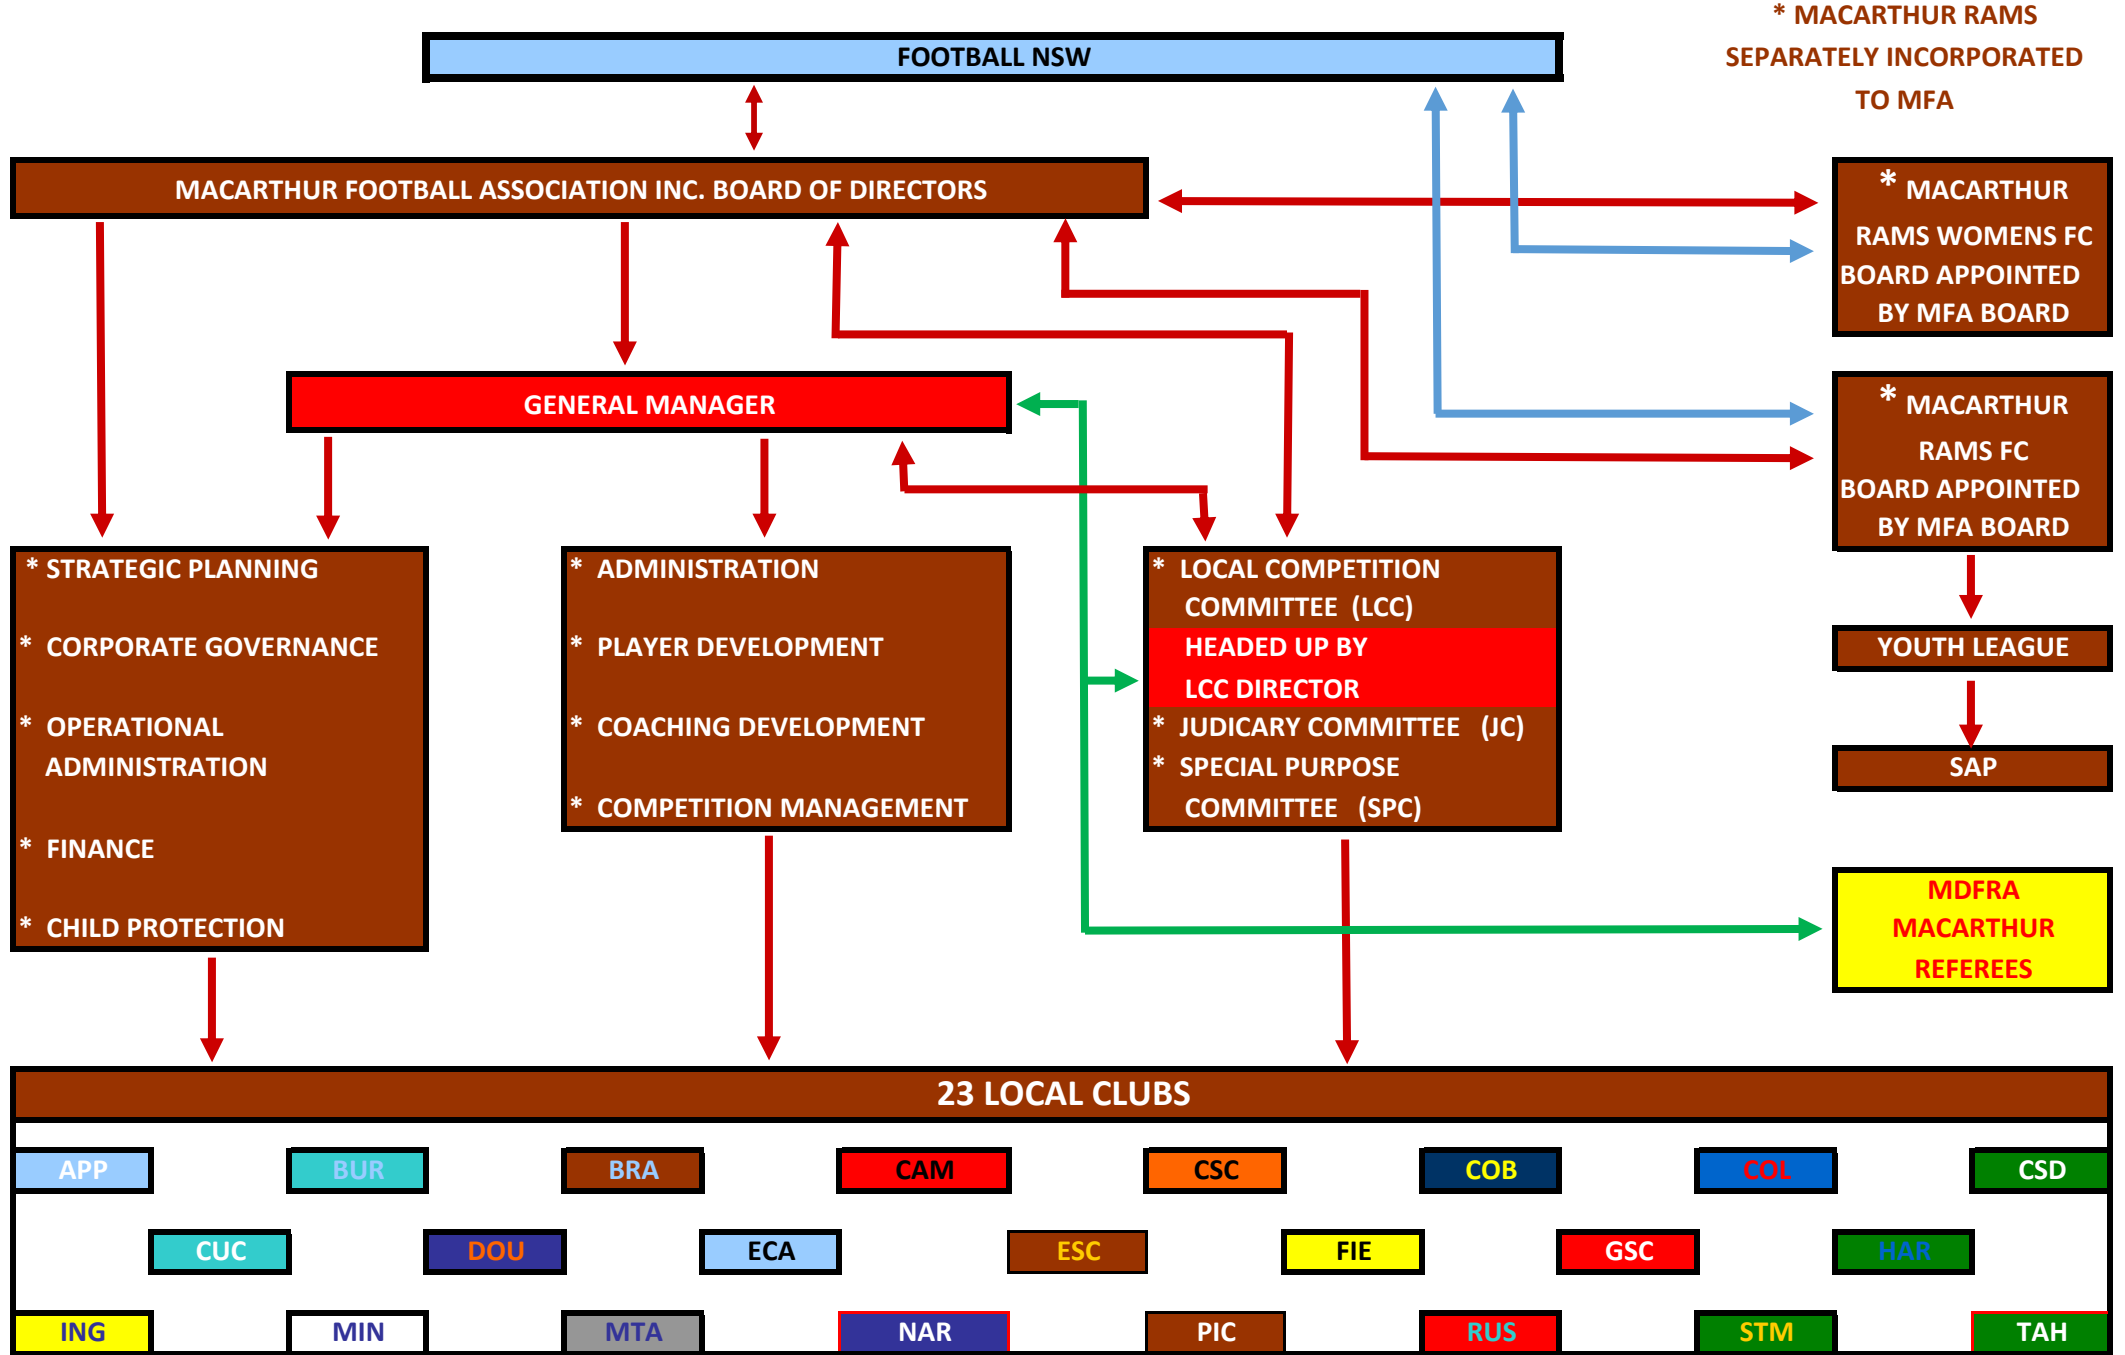 * MACARTHUR RAMS
SEPARATELY INCORPORATED
TO MFA
FOOTBALL NSW
MACARTHUR FOOTBALL ASSOCIATION INC. BOARD OF DIRECTORS
* MACARTHUR
RAMS WOMENS FC
BOARD APPOINTED
BY MFA BOARD
GENERAL MANAGER
* MACARTHUR
RAMS FC
BOARD APPOINTED
BY MFA BOARD
* STRATEGIC PLANNING
* CORPORATE GOVERNANCE
* OPERATIONAL
ADMINISTRATION
* FINANCE
* CHILD PROTECTION
* ADMINISTRATION
* PLAYER DEVELOPMENT
* COACHING DEVELOPMENT
* COMPETITION MANAGEMENT
* LOCAL COMPETITION
COMMITTEE (LCC)
HEADED UP BY
LCC DIRECTOR
* JUDICARY COMMITTEE (JC)
* SPECIAL PURPOSE
COMMITTEE (SPC)
YOUTH LEAGUE
SAP
MDFRA
MACARTHUR
REFEREES
23 LOCAL CLUBS
APP BUR BRA CAM CSC COB COL CSD
CUC DOU ECA ESC FIE GSC HAR
ING MIN MTA NAR PIC RUS STM TAH